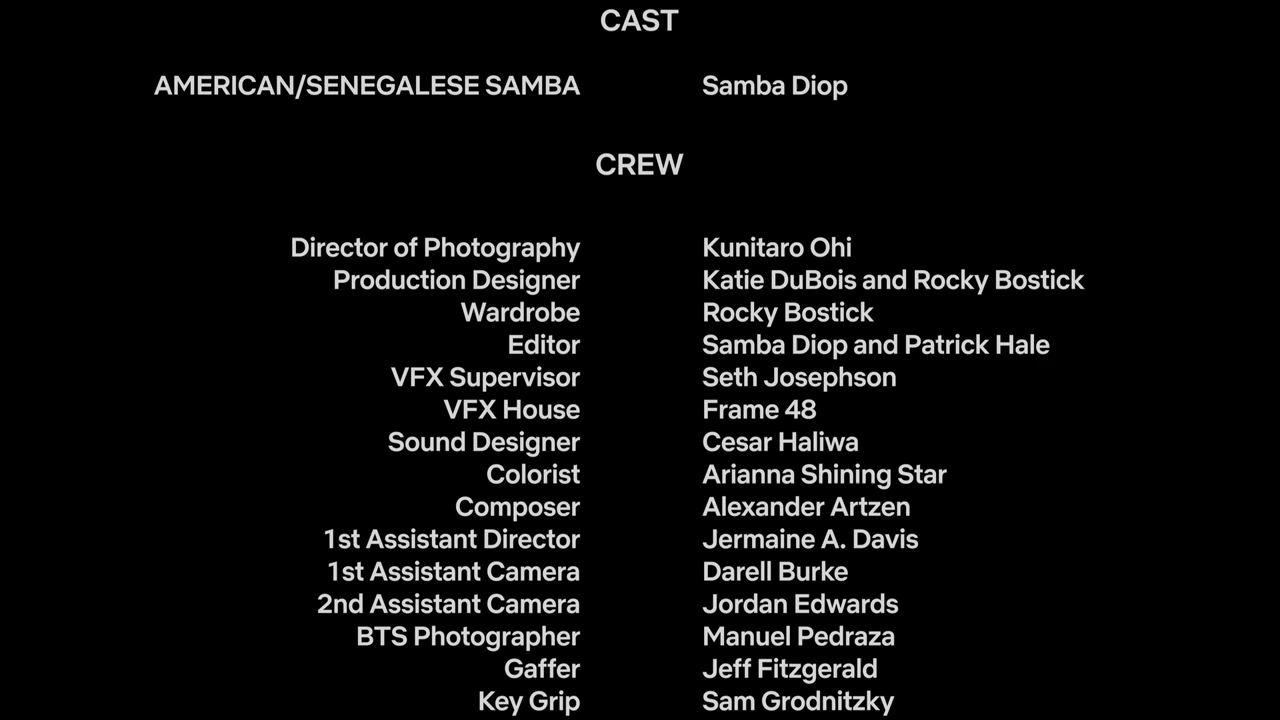 CAST
AMERICAN/SENEGALESE SAMBA Samba Diop
CREW
Director of Photography Kunitaro Ohi
Production Designer Katie DuBois and Rocky Bostick
Wardrobe Rocky Bostick
Editor Samba Diop and Patrick Hale
VFX Supervisor Seth Josephson
VFX House Frame 48
Sound Designer Cesar Haliwa
Colorist Arianna Shining Star
Composer Alexander Artzen
1st Assistant Director Jermaine A. Davis
1st Assistant Camera Darell Burke
2nd Assistant Camera Jordan Edwards
BTS Photographer Manuel Pedraza
Gaffer Jeff Fitzgerald
Key Grip Sam Grodnitzky